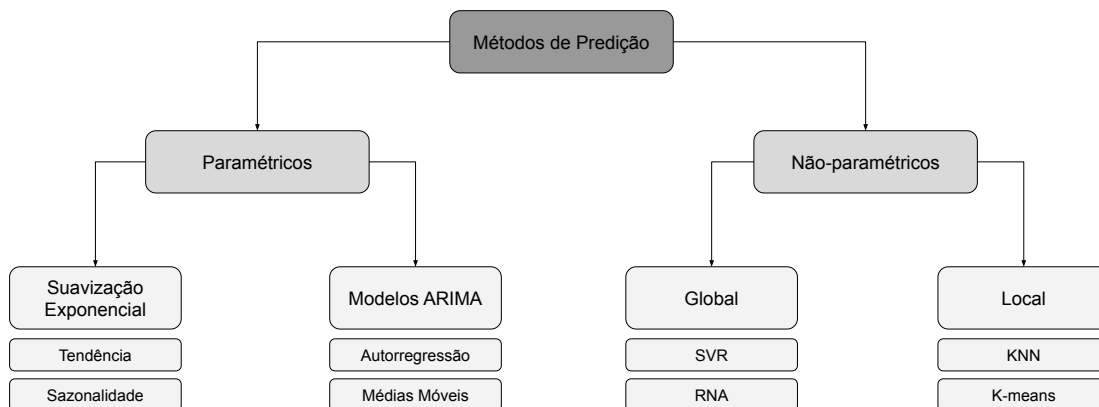 Métodos de Predição
Paramétricos
Não-paramétricos
Suavização
Exponencial
Modelos ARIMA
Global
Local
Tendência
Autorregressão
SVR
KNN
Sazonalidade
Médias Móveis
RNA
K-means